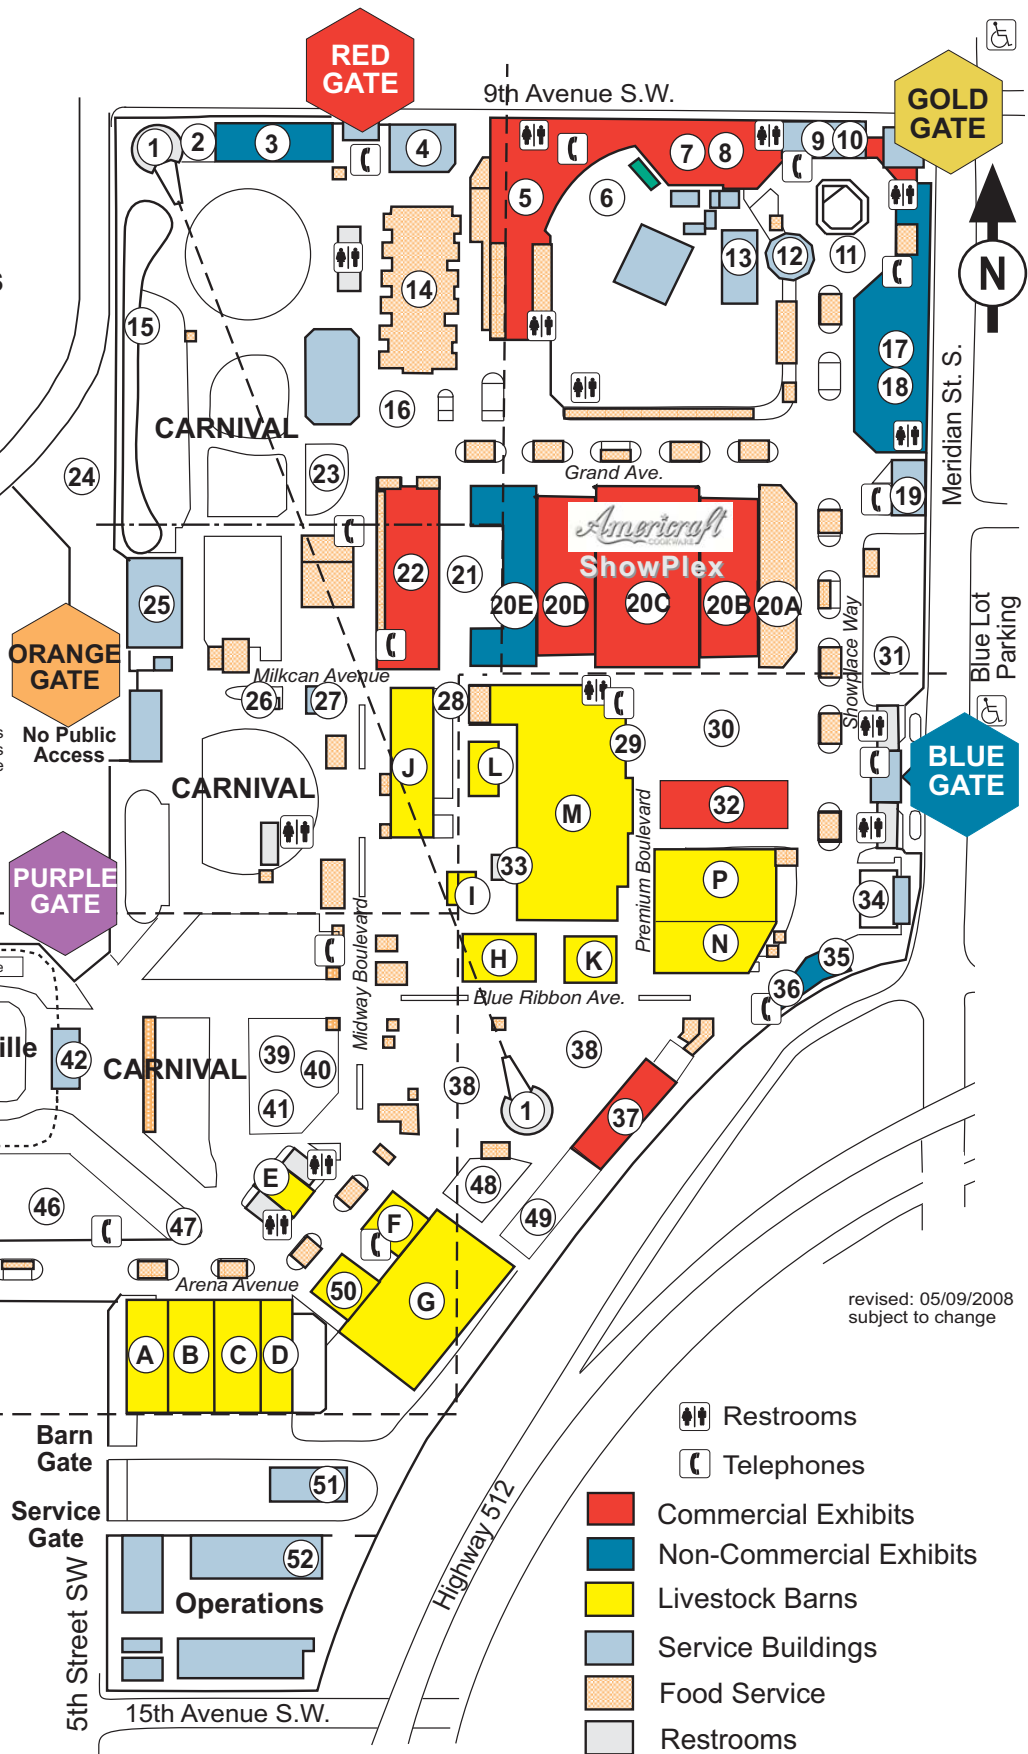 RED
GATE
9th Avenue S.W.
GOLD
GATE
1
2
3
4
5
6
7
8
9
10
11
12
13
14
15
16
17
18
19
N
Meridian St. S.
CARNIVAL
23
24
Grand Ave.
Americraft
COOKWARE
ShowPlex
22
21
20E
20D
20C
20B
20A
25
ORANGE
GATE
Milkcan Avenue
26
27
28
29
30
31
Showplace Way
Blue Lot
Parking
No Public
Access
s
s
e
BLUE
GATE
CARNIVAL
J
L
M
32
Premium Boulevard
33
I
P
N
34
35
36
PURPLE
GATE
Midway Boulevard
H
K
Blue Ribbon Ave.
e
ille
42
CARNIVAL
39
40
41
38
38
1
37
E
46
47
48
49
F
G
50
Arena Avenue
A
B
C
D
revised: 05/09/2008
subject to change
Barn
Gate
51
Service
Gate
52
Operations
5th Street SW
15th Avenue S.W.
Highway 512
Restrooms
Telephones
Commercial Exhibits
Non-Commercial Exhibits
Livestock Barns
Service Buildings
Food Service
Restrooms